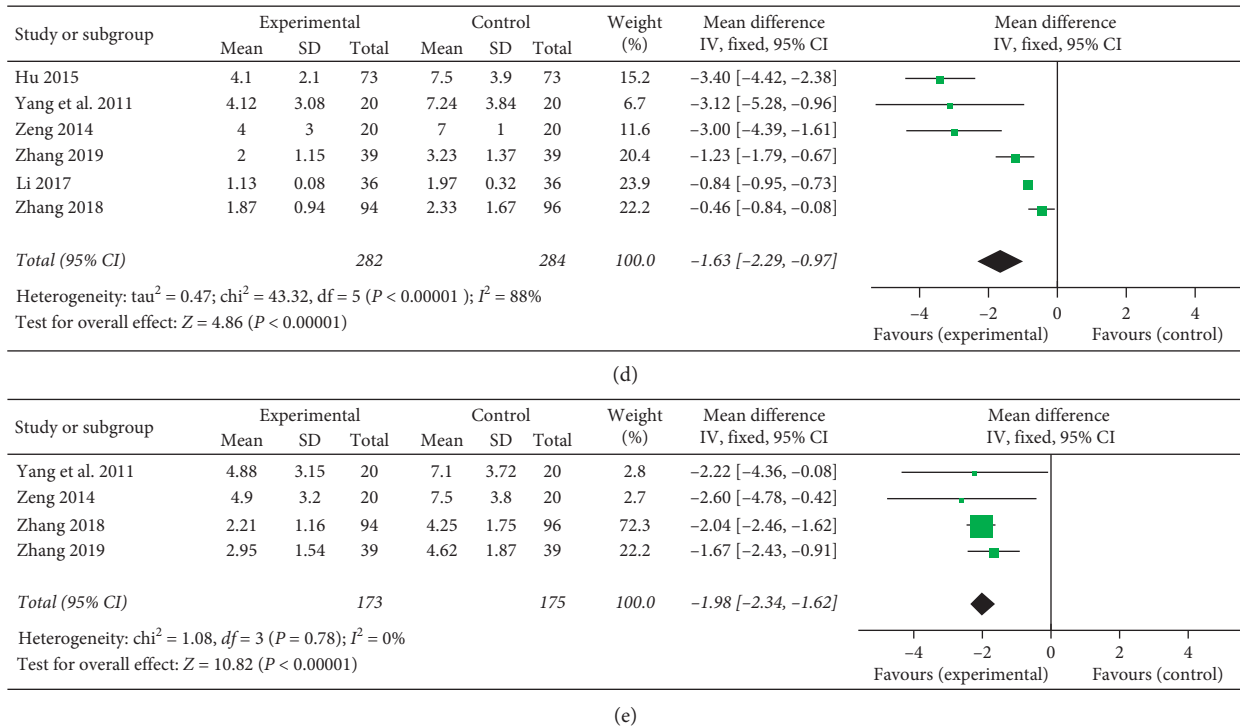 Study or subgroup Experimental Control Weight (%) Mean difference IV, fixed, 95% CI Mean difference IV, fixed, 95% CI
Mean SD Total Mean SD Total
Hu 2015 4.1 2.1 73 7.5 3.9 73 15.2 –3.40 [–4.42, –2.38]
Yang et al. 2011 4.12 3.08 20 7.24 3.84 20 6.7 –3.12 [–5.28, –0.96]
Zeng 2014 4 3 20 7 1 20 11.6 –3.00 [–4.39, –1.61]
Zhang 2019 2 1.15 39 3.23 1.37 39 20.4 –1.23 [–1.79, –0.67]
Li 2017 1.13 0.08 36 1.97 0.32 36 23.9 –0.84 [–0.95, –0.73]
Zhang 2018 1.87 0.94 94 2.33 1.67 96 22.2 –0.46 [–0.84, –0.08]
Total (95% CI) 282 284 100.0 –1.63 [–2.29, –0.97]
Heterogeneity: tau² = 0.47; chi² = 43.32, df = 5 (P < 0.00001 ); I² = 88%
Test for overall effect: Z = 4.86 (P < 0.00001)
–4 –2 0 2 4
Favours (experimental) Favours (control)
(d)
Study or subgroup Experimental Control Weight (%) Mean difference IV, fixed, 95% CI Mean difference IV, fixed, 95% CI
Mean SD Total Mean SD Total
Yang et al. 2011 4.88 3.15 20 7.1 3.72 20 2.8 –2.22 [–4.36, –0.08]
Zeng 2014 4.9 3.2 20 7.5 3.8 20 2.7 –2.60 [–4.78, –0.42]
Zhang 2018 2.21 1.16 94 4.25 1.75 96 72.3 –2.04 [–2.46, –1.62]
Zhang 2019 2.95 1.54 39 4.62 1.87 39 22.2 –1.67 [–2.43, –0.91]
Total (95% CI) 173 175 100.0 –1.98 [–2.34, –1.62]
Heterogeneity: chi² = 1.08, df = 3 (P = 0.78); I² = 0%
Test for overall effect: Z = 10.82 (P < 0.00001)
–4 –2 0 2 4
Favours (experimental) Favours (control)
(e)